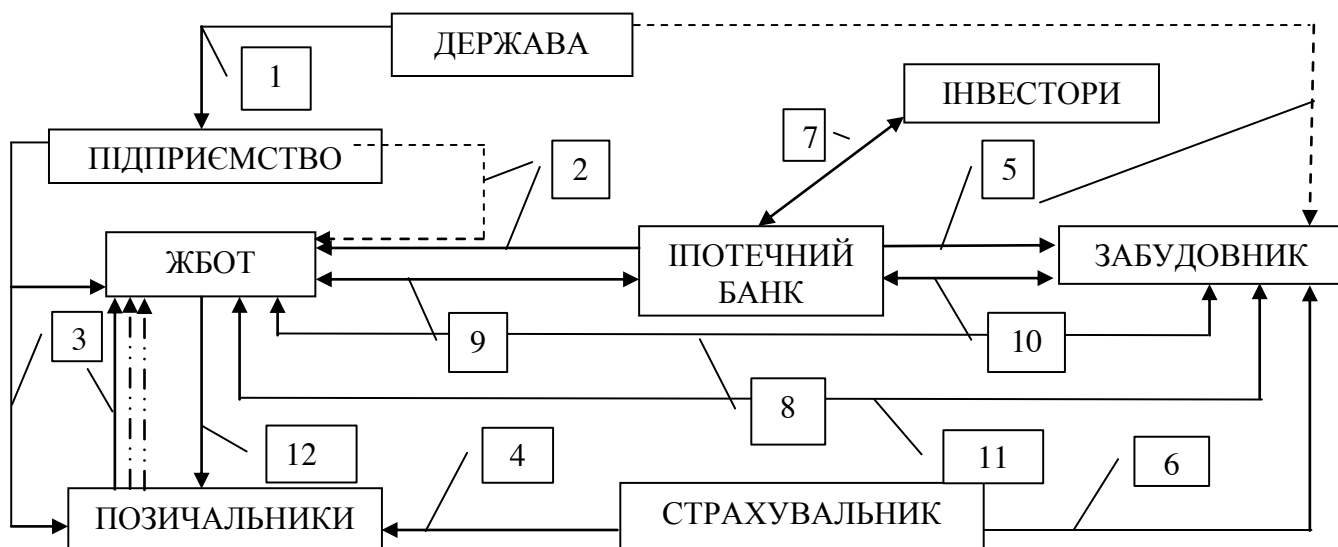 ДЕРЖАВА
1
ІНВЕСТОРИ
7
ПІДПРИЄМСТВО
2
5
ЖБОТ
ІПОТЕЧНИЙ
БАНК
ЗАБУДОВНИК
3
9
10
8
12
4
11
6
ПОЗИЧАЛЬНИКИ
СТРАХУВАЛЬНИК